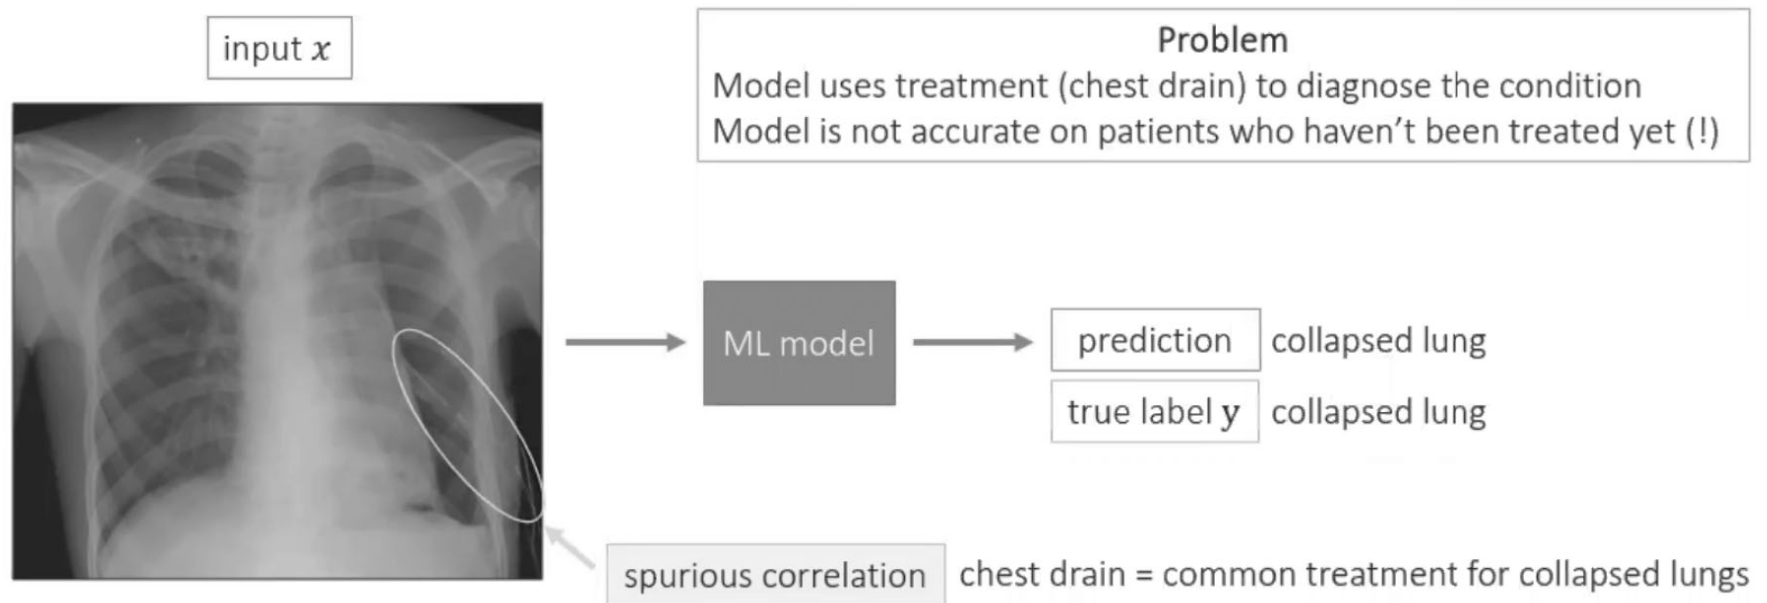 input x
Problem
Model uses treatment (chest drain) to diagnose the condition
Model is not accurate on patients who haven’t been treated yet (!)
ML model
prediction collapsed lung
true label y collapsed lung
spurious correlation chest drain = common treatment for collapsed lungs